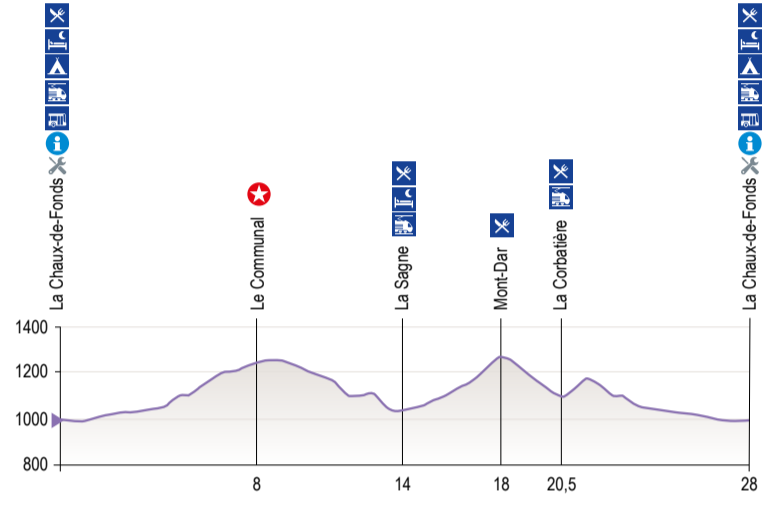 La Chaux-de-Fonds
Le Communal
La Sagne
Mont-Dar
La Corbatière
La Chaux-de-Fonds
1400
1200
1000
800
8
14
18
20,5
28